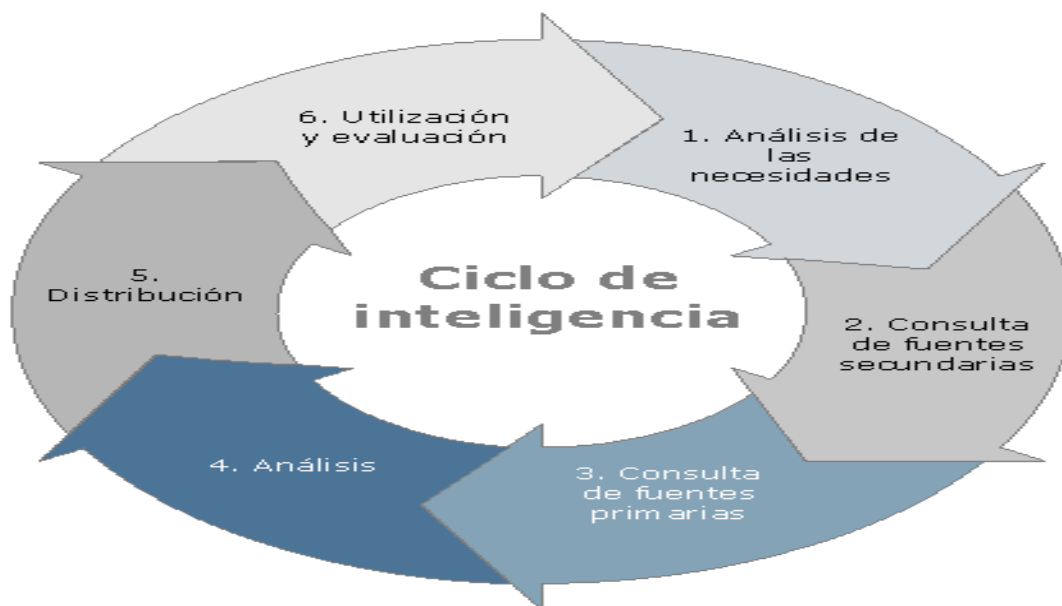 6. Utilización
y evaluación
1. Análisis de
las
necesidades
5.
Distribución
Ciclo de
inteligencia
2. Consulta
de fuentes
secundarias
4. Análisis
3. Consulta
de fuentes
primarias